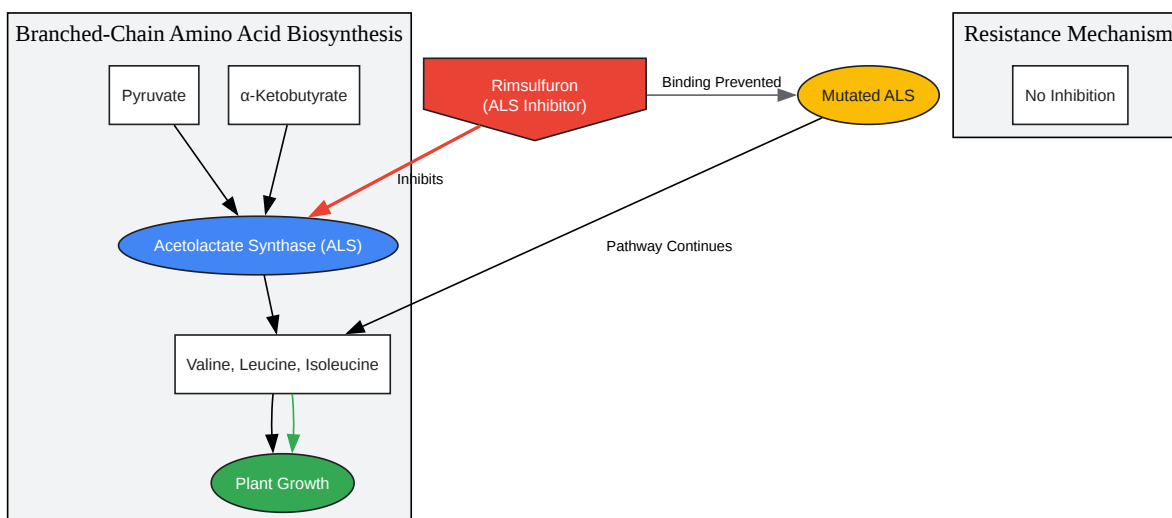 Branched-Chain Amino Acid Biosynthesis
Resistance Mechanism
Pyruvate
α-Ketobutyrate
Rimsulfuron
(ALS Inhibitor)
Binding Prevented
Mutated ALS
No Inhibition
Inhibits
Acetolactate Synthase (ALS)
Pathway Continues
Valine, Leucine, Isoleucine
Plant Growth